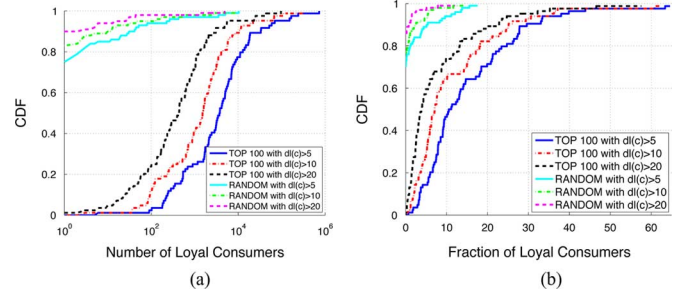 (a)
(b)
1
0.8
0.6
0.4
0.2
0
CDF
10^0
10^2
10^4
10^6
Number of Loyal Consumers
TOP 100 with dl(c)>5
TOP 100 with dl(c)>10
TOP 100 with dl(c)>20
RANDOM with dl(c)>5
RANDOM with dl(c)>10
RANDOM with dl(c)>20
(a)
1
0.8
0.6
0.4
0.2
0
CDF
0
10
20
30
40
50
60
Fraction of Loyal Consumers
TOP 100 with dl(c)>5
TOP 100 with dl(c)>10
TOP 100 with dl(c)>20
RANDOM with dl(c)>5
RANDOM with dl(c)>10
RANDOM with dl(c)>20
(b)